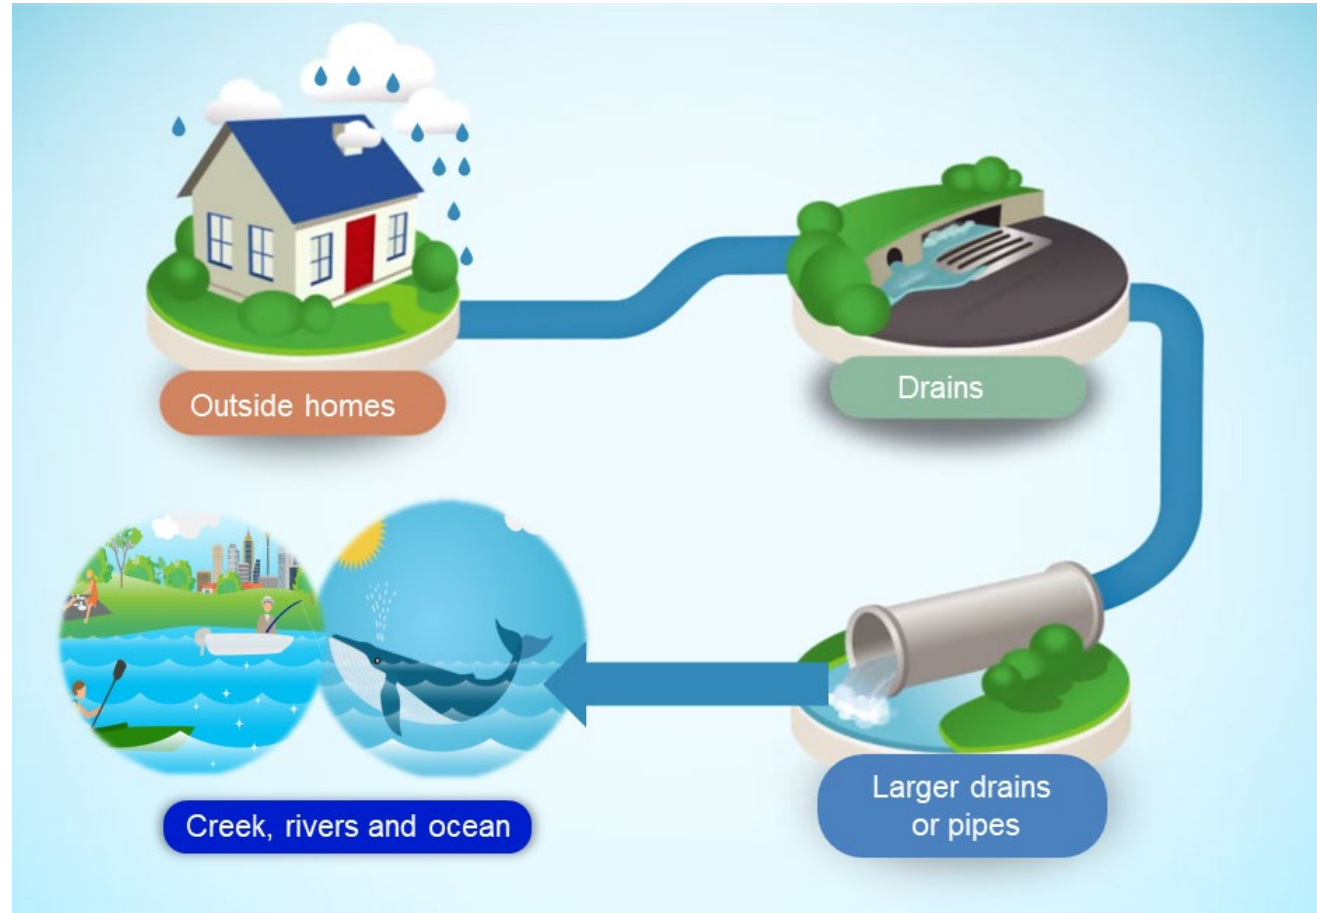 Outside homes
Drains
Larger drains
or pipes
Creek, rivers and ocean